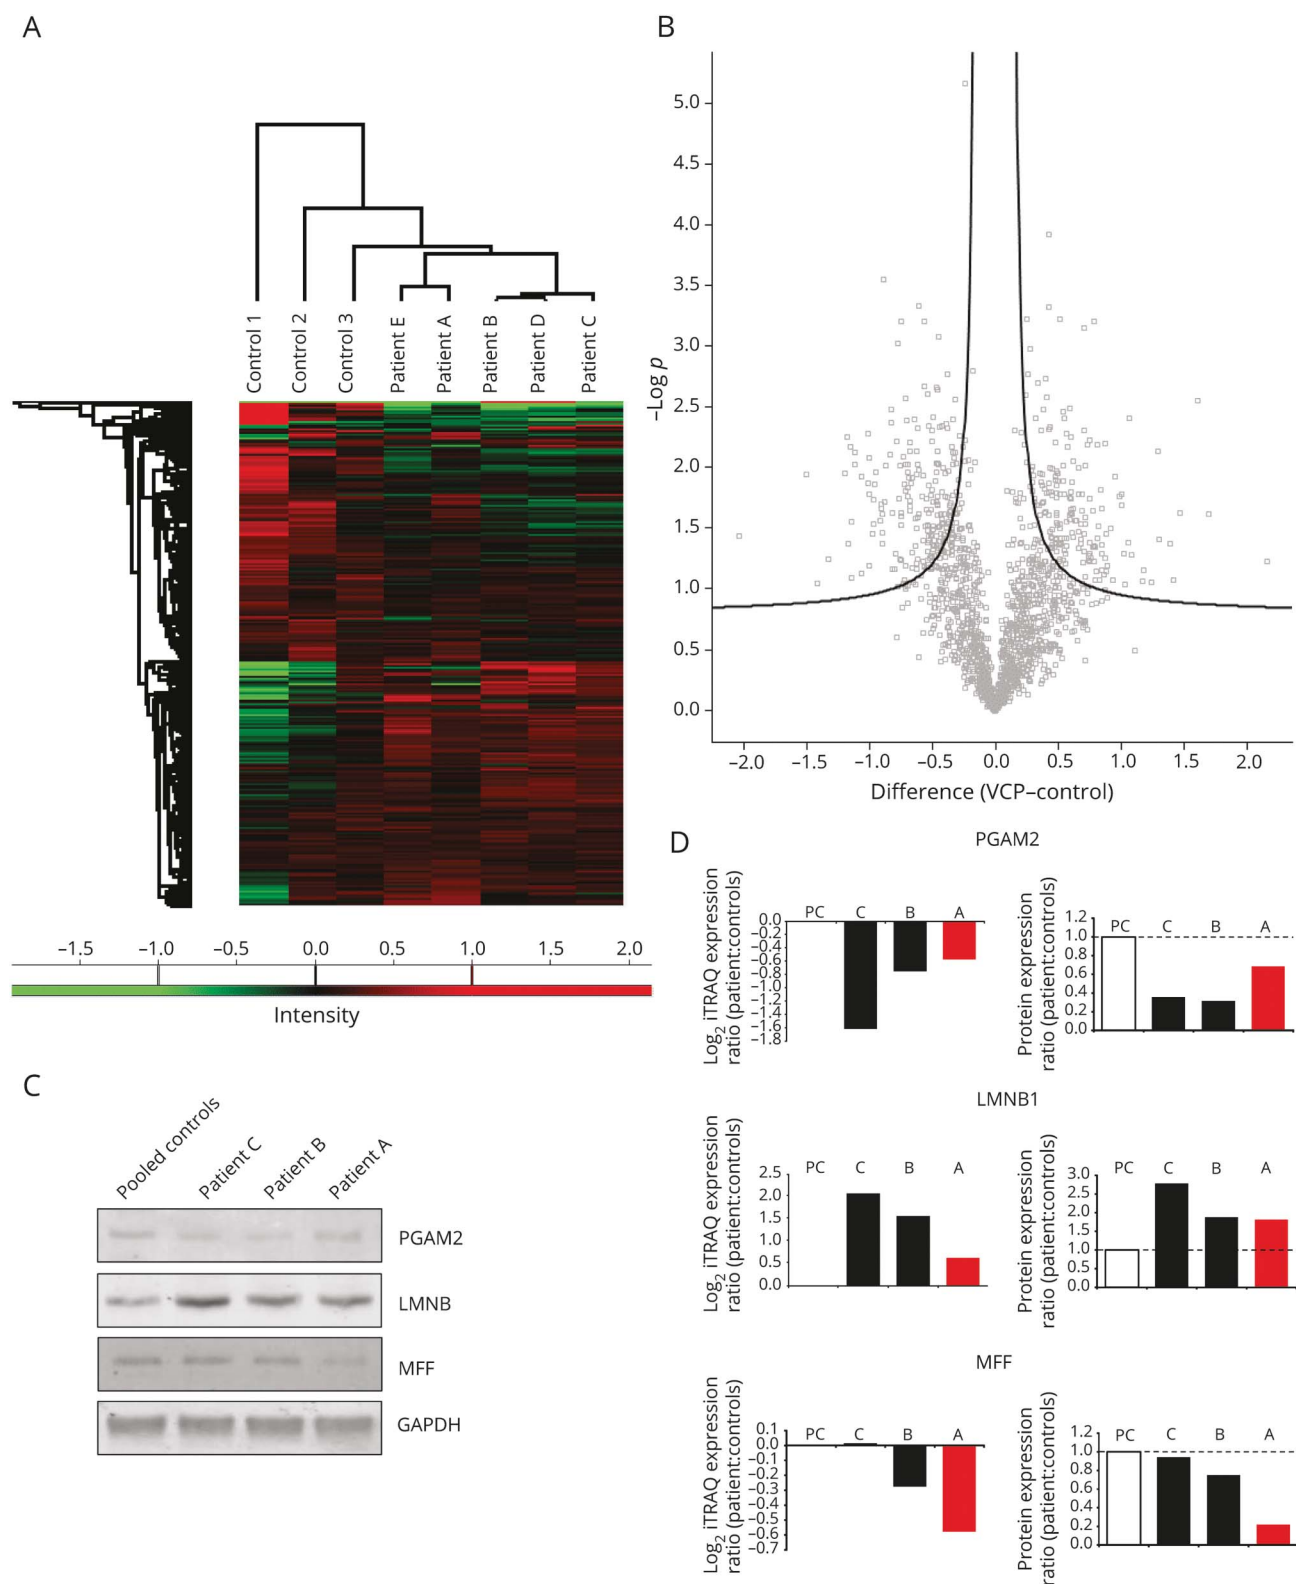 A
Control 1
Control 2
Control 3
Patient E
Patient A
Patient B
Patient D
Patient C
−1.5 −1.0 −0.5 0.0 0.5 1.0 1.5 2.0
Intensity
B
−Log p
5.0
4.5
4.0
3.5
3.0
2.5
2.0
1.5
1.0
0.5
0.0
−2.0 −1.5 −1.0 −0.5 0.0 0.5 1.0 1.5 2.0
Difference (VCP–control)
C
Pooled controls
Patient C
Patient B
Patient A
PGAM2
LMNB
MFF
GAPDH
D
PGAM2
Log2 iTRAQ expression
ratio (patient:controls)
0.0
−0.2
−0.4
−0.6
−0.8
−1.0
−1.2
−1.4
−1.6
−1.8
PC C B A
Protein expression
ratio (patient:controls)
1.2
1.0
0.8
0.6
0.4
0.2
0.0
PC C B A
LMNB1
Log2 iTRAQ expression
ratio (patient:controls)
2.5
2.0
1.5
1.0
0.5
0.0
PC C B A
Protein expression
ratio (patient:controls)
3.0
2.5
2.0
1.5
1.0
0.5
0.0
PC C B A
MFF
Log2 iTRAQ expression
ratio (patient:controls)
0.1
0.0
−0.1
−0.2
−0.3
−0.4
−0.5
−0.6
−0.7
PC C B A
Protein expression
ratio (patient:controls)
1.2
1.0
0.8
0.6
0.4
0.2
0.0
PC C B A